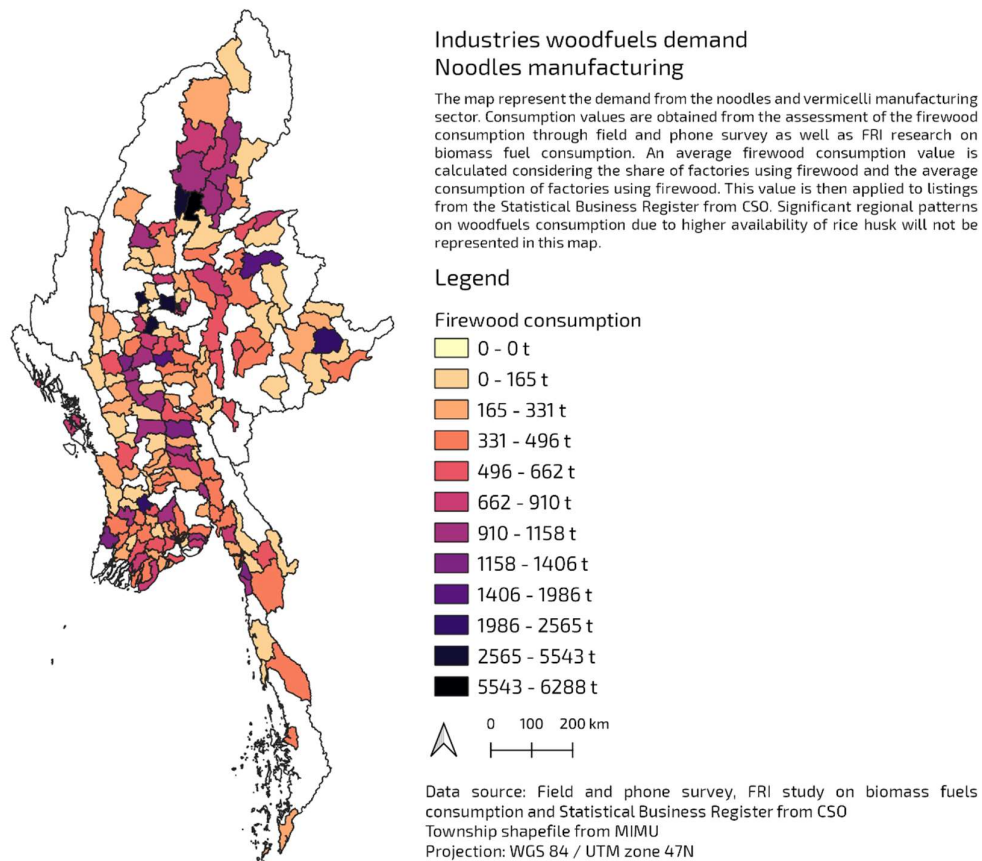 Industries woodfuels demand
Noodles manufacturing
The map represent the demand from the noodles and vermicelli manufacturing
sector. Consumption values are obtained from the assessment of the firewood
consumption through field and phone survey as well as FRI research on
biomass fuel consumption. An average firewood consumption value is
calculated considering the share of factories using firewood and the average
consumption of factories using firewood. This value is then applied to listings
from the Statistical Business Register from CSO. Significant regional patterns
on woodfuels consumption due to higher availability of rice husk will not be
represented in this map.
Legend
Firewood consumption
0 - 0 t
0 - 165 t
165 - 331 t
331 - 496 t
496 - 662 t
662 - 910 t
910 - 1158 t
1158 - 1406 t
1406 - 1986 t
1986 - 2565 t
2565 - 5543 t
5543 - 6288 t
0 100 200 km
Data source: Field and phone survey, FRI study on biomass fuels
consumption and Statistical Business Register from CSO
Township shapefile from MIMU
Projection: WGS 84 / UTM zone 47N